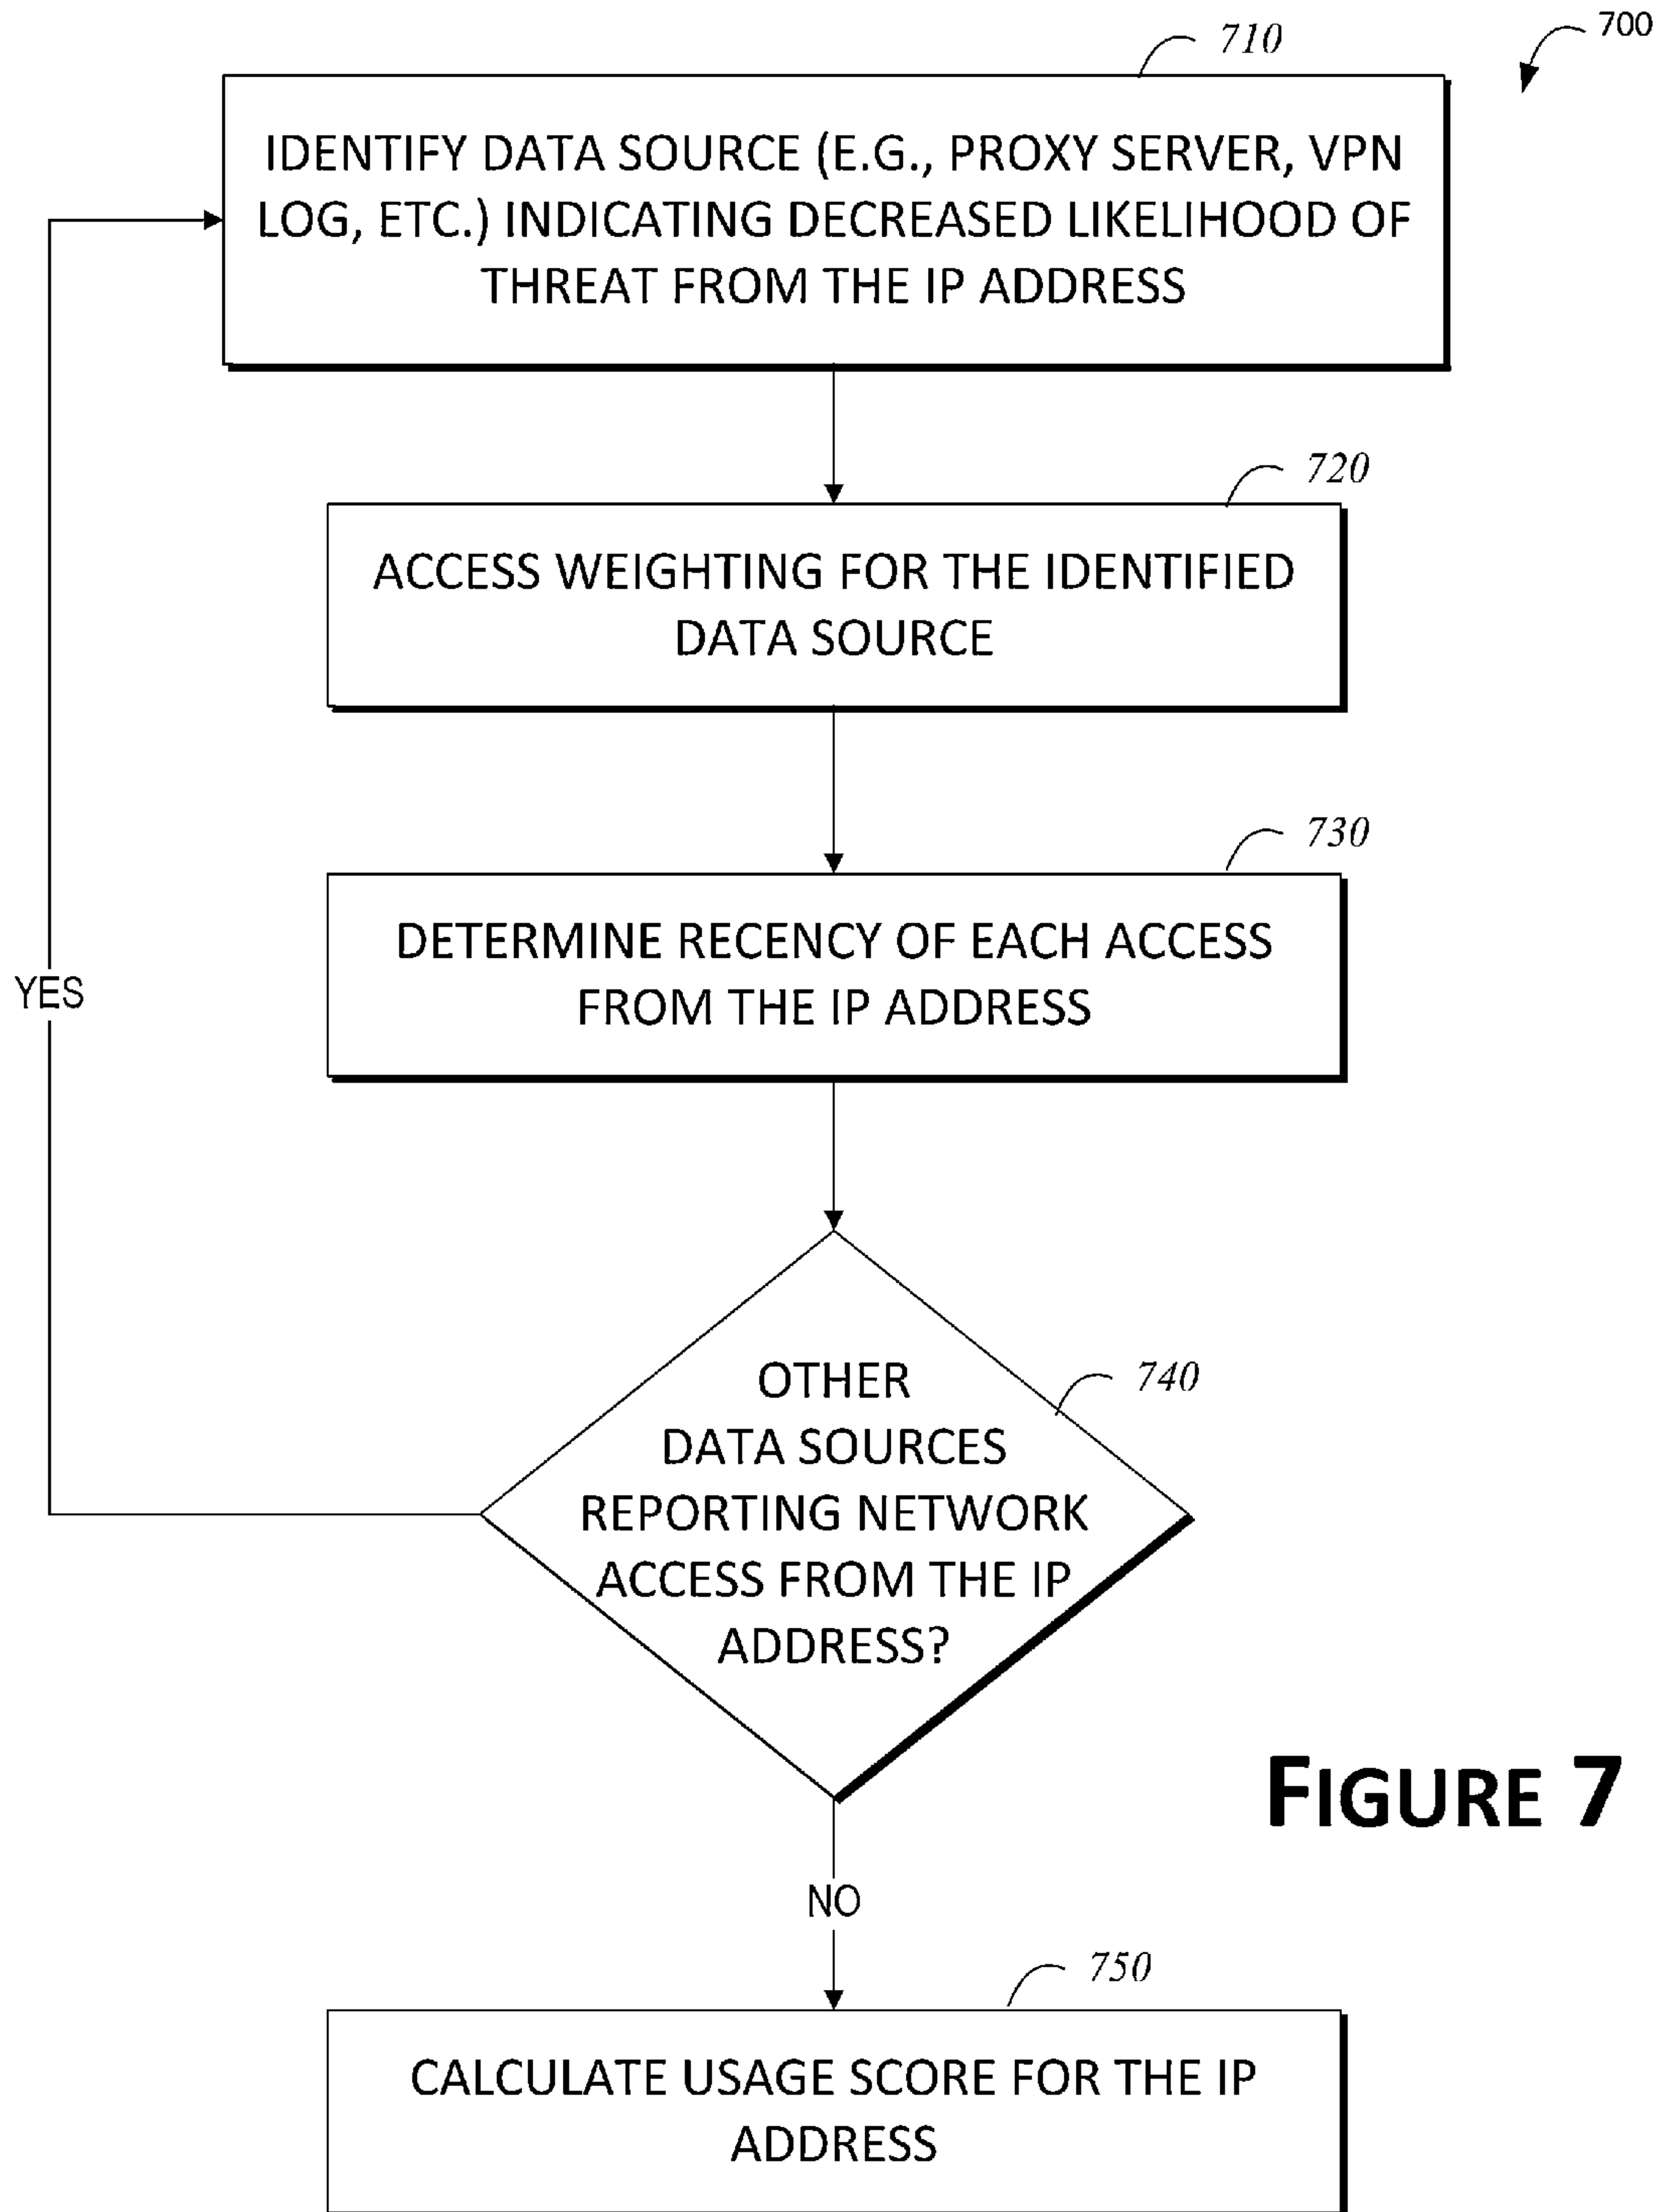 700
710
IDENTIFY DATA SOURCE (E.G., PROXY SERVER, VPN
LOG, ETC.) INDICATING DECREASED LIKELIHOOD OF
THREAT FROM THE IP ADDRESS
720
ACCESS WEIGHTING FOR THE IDENTIFIED
DATA SOURCE
730
DETERMINE RECENCY OF EACH ACCESS
FROM THE IP ADDRESS
YES
740
OTHER
DATA SOURCES
REPORTING NETWORK
ACCESS FROM THE IP
ADDRESS?
FIGURE 7
NO
750
CALCULATE USAGE SCORE FOR THE IP
ADDRESS